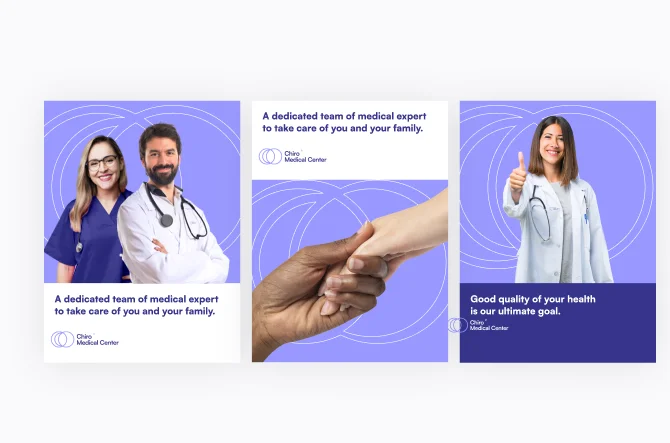 A dedicated team of medical expert
to take care of you and your family.
Chiro
Medical Center
A dedicated team of medical expert
to take care of you and your family.
Chiro
Medical Center
Good quality of your health
is our ultimate goal.
Chiro
Medical Center